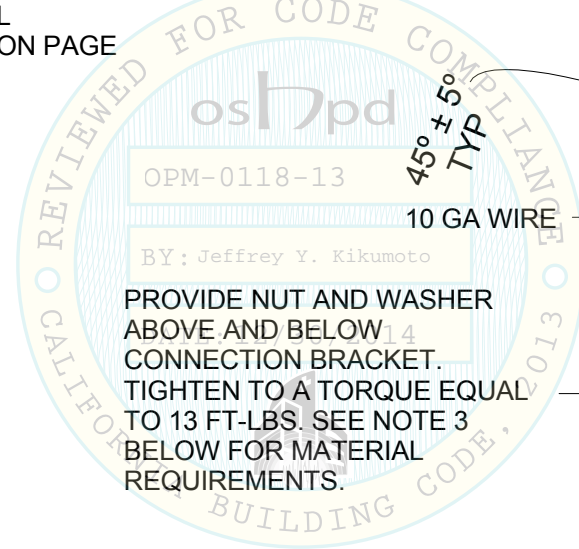 L
ON PAGE
REVIEWED FOR CODE COMPLIANCE
oshpd
45° ± 5°
TYP
OPM-0118-13
10 GA WIRE
BY: Jeffrey Y. Kikumoto
PROVIDE NUT AND WASHER
ABOVE AND BELOW
DATE: 12/30/2014
CONNECTION BRACKET.
TIGHTEN TO A TORQUE EQUAL
TO 13 FT-LBS. SEE NOTE 3
BELOW FOR MATERIAL
REQUIREMENTS.
CALIFORNIA BUILDING CODE, 2013